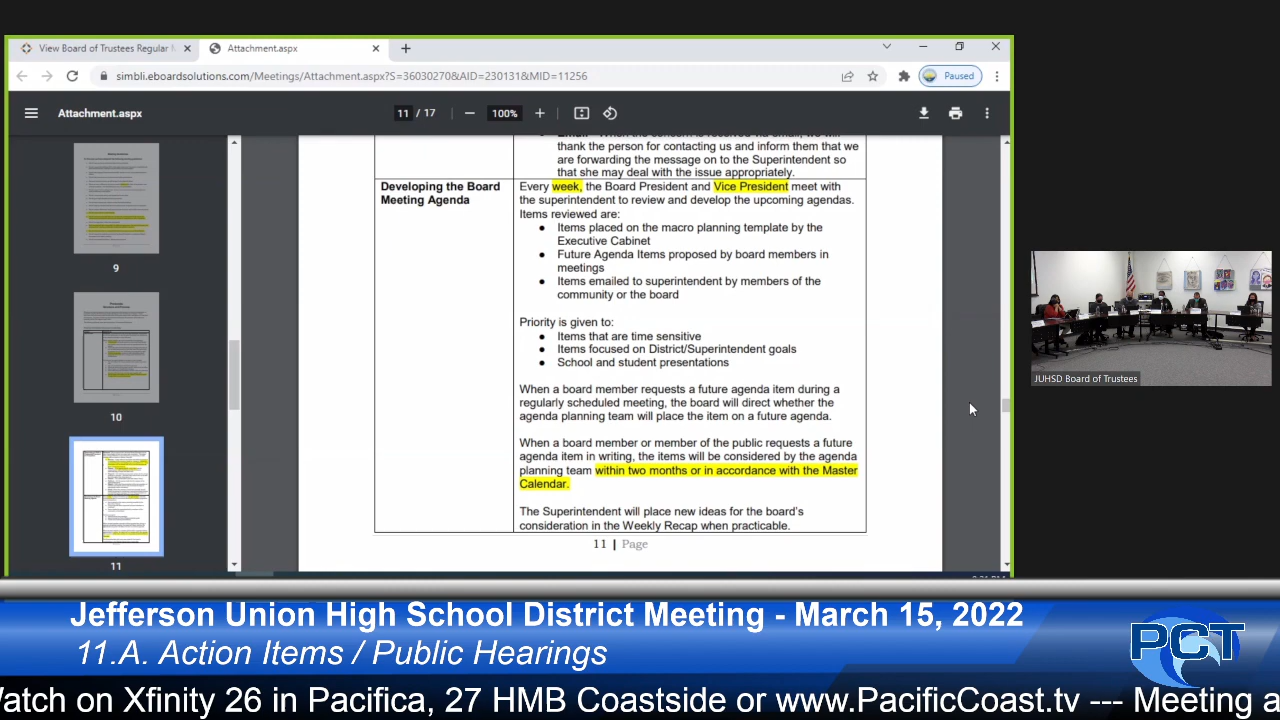 View Board of Trustees Regular M
Attachment.aspx
simbli.eboardsolutions.com/Meetings/Attachment.aspx?S=36030270&AID=230131&MID=11256
Paused
Attachment.aspx
11 / 17
100%
9
10
11
Email – When the concern is received via email, we will
thank the person for contacting us and inform them that we
are forwarding the message on to the Superintendent so
that she may deal with the issue appropriately.
Developing the Board
Meeting Agenda
Every week, the Board President and Vice President meet with
the superintendent to review and develop the upcoming agendas.
Items reviewed are:
● Items placed on the macro planning template by the
Executive Cabinet
● Future Agenda Items proposed by board members in
meetings
● Items emailed to superintendent by members of the
community or the board
Priority is given to:
● Items that are time sensitive
● Items focused on District/Superintendent goals
● School and student presentations
When a board member requests a future agenda item during a
regularly scheduled meeting, the board will direct whether the
agenda planning team will place the item on a future agenda.
When a board member or member of the public requests a future
agenda item in writing, the items will be considered by the agenda
planning team within two months or in accordance with the Master
Calendar.
The Superintendent will place new ideas for the board's
consideration in the Weekly Recap when practicable.
11 | Page
JUHSD Board of Trustees
Jefferson Union High School District Meeting - March 15, 2022
11.A. Action Items / Public Hearings
PCT
Watch on Xfinity 26 in Pacifica, 27 HMB Coastside or www.PacificCoast.tv --- Meeting a